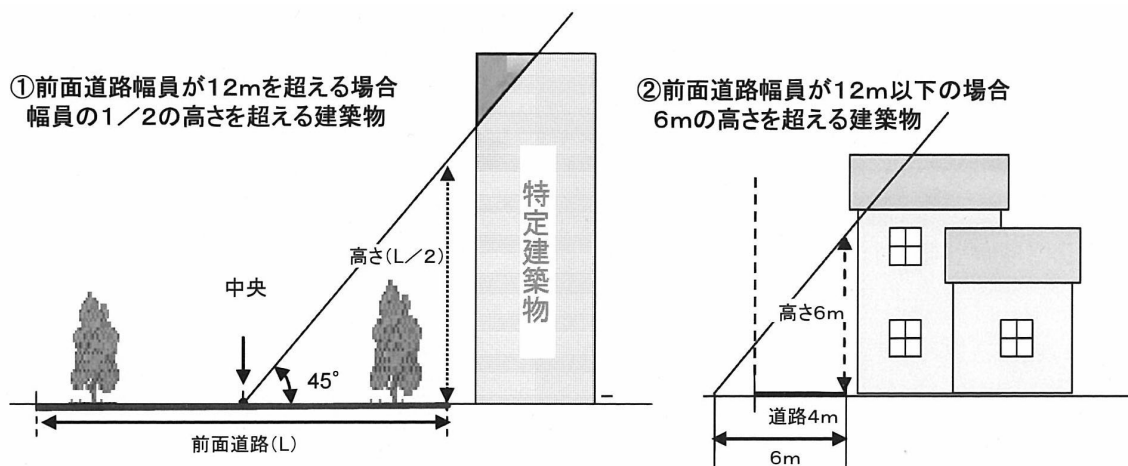 ①前面道路幅員が12mを超える場合
幅員の1/2の高さを超える建築物
中央
45°
高さ(L/2)
特定建築物
前面道路(L)
②前面道路幅員が12m以下の場合
6mの高さを超える建築物
高さ6m
道路4m
6m